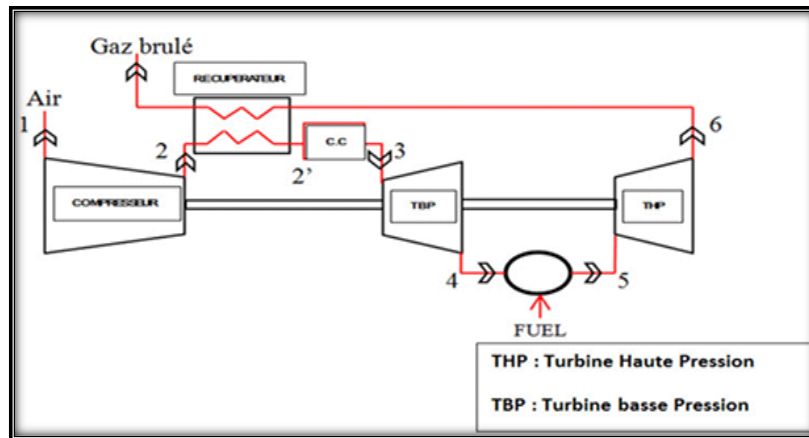 Gaz brulé
RECUPERATEUR
Air
1
2
C.C
3
2'
6
COMPRESSEUR
TBP
THP
4
5
FUEL
THP : Turbine Haute Pression
TBP : Turbine basse Pression